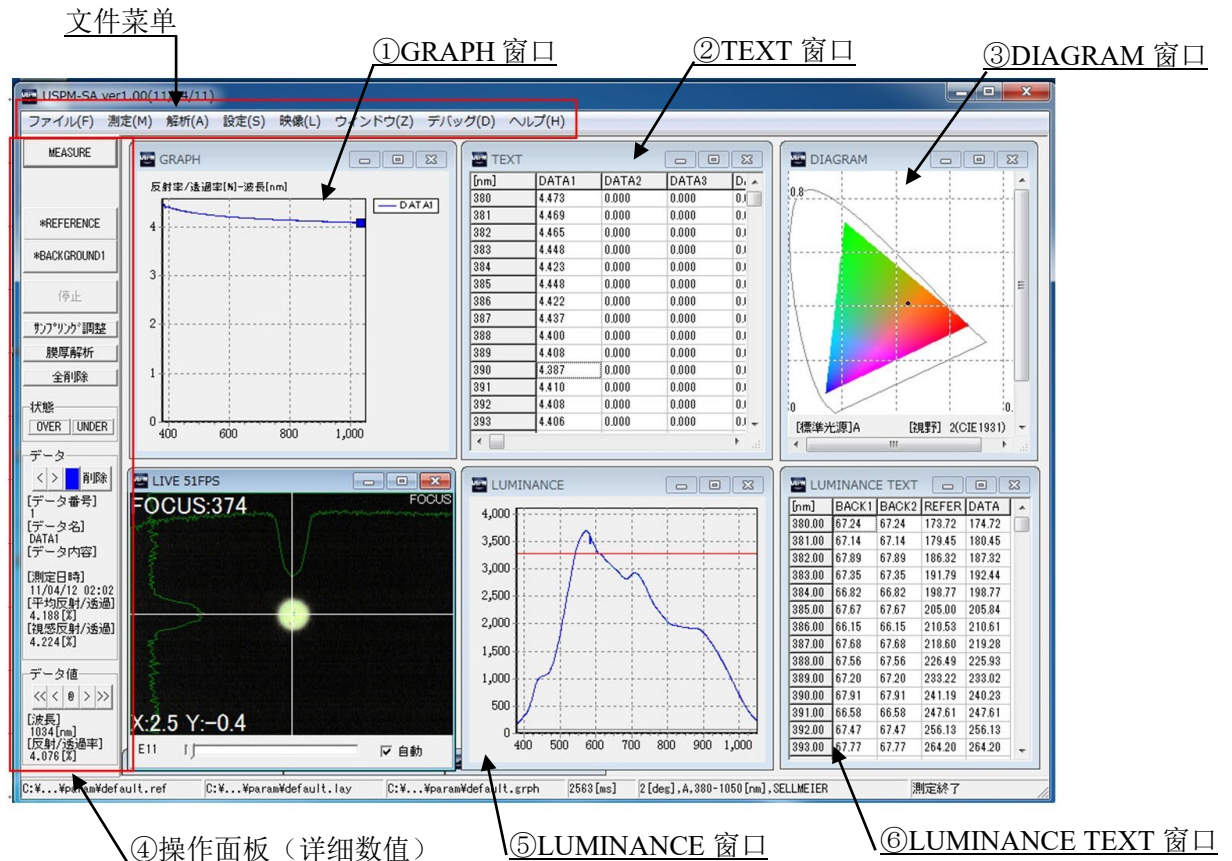 文件菜单
①GRAPH 窗口
②TEXT 窗口
③DIAGRAM 窗口
USPM-SA ver1.00(11/04/11)
ファイル(F) 測定(M) 解析(A) 設定(S) 映像(L) ウィンドウ(Z) デバッグ(D) ヘルプ(H)
MEASURE
*REFERENCE
*BACKGROUND1
停止
ｻﾝﾌﾟﾘﾝｸﾞ調整
膜厚解析
全削除
状態
OVER UNDER
データ
< > 削除
[データ番号]
1
[データ名]
DATA1
[データ内容]
[測定日時]
11/04/12 02:02
[平均反射/透過]
4.188[%]
[視感反射/透過]
4.224[%]
データ値
<< < 0 > >>
[波長]
1034[nm]
[反射/透過率]
4.076[%]
GRAPH
反射率/透過率[%]-波長[nm]
DATA1
4
3
2
1
0
400 600 800 1,000
TEXT
[nm] DATA1 DATA2 DATA3
380 4.473 0.000 0.000
381 4.469 0.000 0.000
382 4.465 0.000 0.000
383 4.448 0.000 0.000
384 4.423 0.000 0.000
385 4.448 0.000 0.000
386 4.422 0.000 0.000
387 4.437 0.000 0.000
388 4.400 0.000 0.000
389 4.408 0.000 0.000
390 4.387 0.000 0.000
391 4.410 0.000 0.000
392 4.408 0.000 0.000
393 4.406 0.000 0.000
DIAGRAM
0.8
0 0.
[標準光源]A [視野] 2(CIE1931)
LIVE 51FPS
FOCUS:374 FOCUS
X:2.5 Y:-0.4
E11 自動
LUMINANCE
4,000
3,500
3,000
2,500
2,000
1,500
1,000
500
0
400 500 600 700 800 900 1,000
LUMINANCE TEXT
[nm] BACK1 BACK2 REFER DATA
380.00 67.24 67.24 173.72 174.72
381.00 67.14 67.14 179.45 180.45
382.00 67.89 67.89 186.32 187.32
383.00 67.35 67.35 191.79 192.44
384.00 66.82 66.82 198.77 198.77
385.00 67.67 67.67 205.00 205.84
386.00 66.15 66.15 210.53 210.61
387.00 67.68 67.68 218.60 219.28
388.00 67.56 67.56 226.49 225.93
389.00 67.20 67.20 233.22 233.02
390.00 67.91 67.91 241.19 240.23
391.00 66.58 66.58 247.61 247.61
392.00 67.47 67.47 256.13 256.13
393.00 67.77 67.77 264.20 264.20
C:¥...¥param¥default.ref C:¥...¥param¥default.lay C:¥...¥param¥default.grph 2563[ms] 2[deg],A,380-1050[nm],SELLMEIER 測定終了
④操作面板（详细数值）
⑤LUMINANCE 窗口
⑥LUMINANCE TEXT 窗口